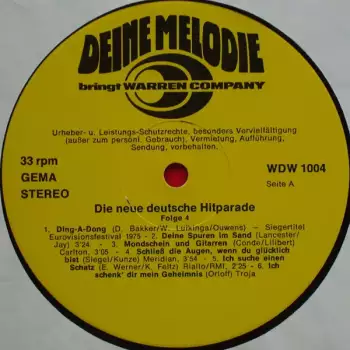 DEINE MELODIE
bringt WARREN COMPANY
Urheber- u. Leistungs-Schutzrechte, besonders Vervielfältigung
(außer zum persönl. Gebrauch), Vermietung, Aufführung,
Sendung, vorbehalten.
33 rpm
GEMA
STEREO
WDW 1004
Seite A
Die neue deutsche Hitparade
Folge 4
1. Ding-A-Dong (D. Bakker/W. Luikinga/Ouwens) — Siegertitel
Eurovisionsfestival 1975 - 2. Deine Spuren im Sand (Lancester/
Jay) 3'24 - 3. Mondschein und Gitarren (Condo/Lilibert)
Carlton, 3'05 - 4. Schließ die Augen, wenn du glücklich
bist (Siegel/Kunze) Meridian, 3'54 - 5. Ich suche einen
Schatz (E. Werner/K. Feltz) Rialto/RMI, 2'25 - 6. Ich
schenk' dir mein Geheimnis (Orloff) Troja